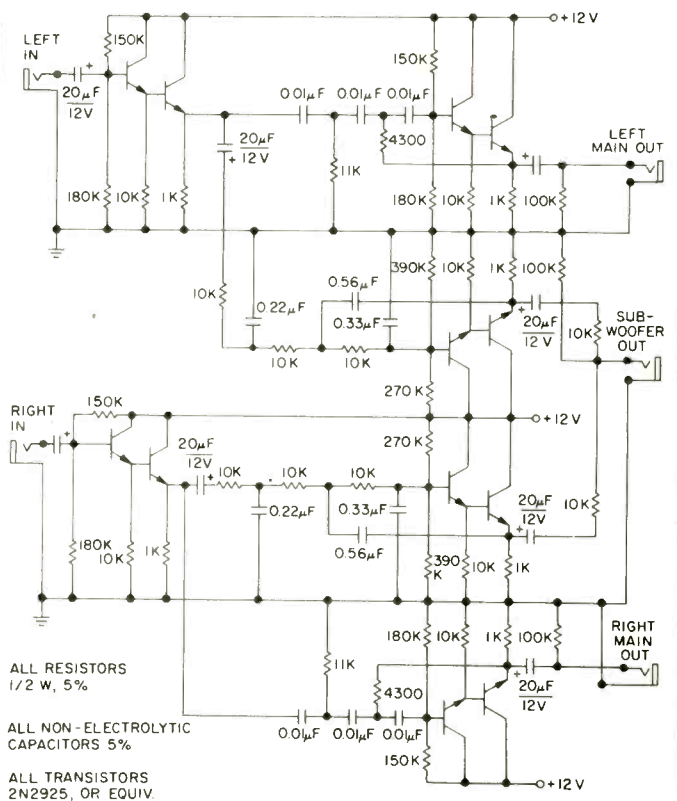 +12V
LEFT
IN
150K
150K
20µF
12V
0.01µF
0.01µF
0.01µF
4300
LEFT
MAIN OUT
20µF
12V
11K
180K
10K
1K
180K
10K
1K
100K
390K
10K
1K
100K
0.56µF
10K
0.22µF
0.33µF
20µF
12V
10K
SUB-
WOOFER
OUT
10K
10K
270K
150K
RIGHT
IN
+12V
20µF
12V
270K
10K
10K
10K
0.22µF
0.33µF
20µF
12V
10K
0.56µF
180K
10K
1K
390
K
10K
1K
180K
10K
1K
100K
RIGHT
MAIN
OUT
11K
4300
20µF
12V
0.01µF
0.01µF
0.01µF
150K
+12V
ALL RESISTORS
1/2 W, 5%
ALL NON-ELECTROLYTIC
CAPACITORS 5%
ALL TRANSISTORS
2N2925, OR EQUIV.